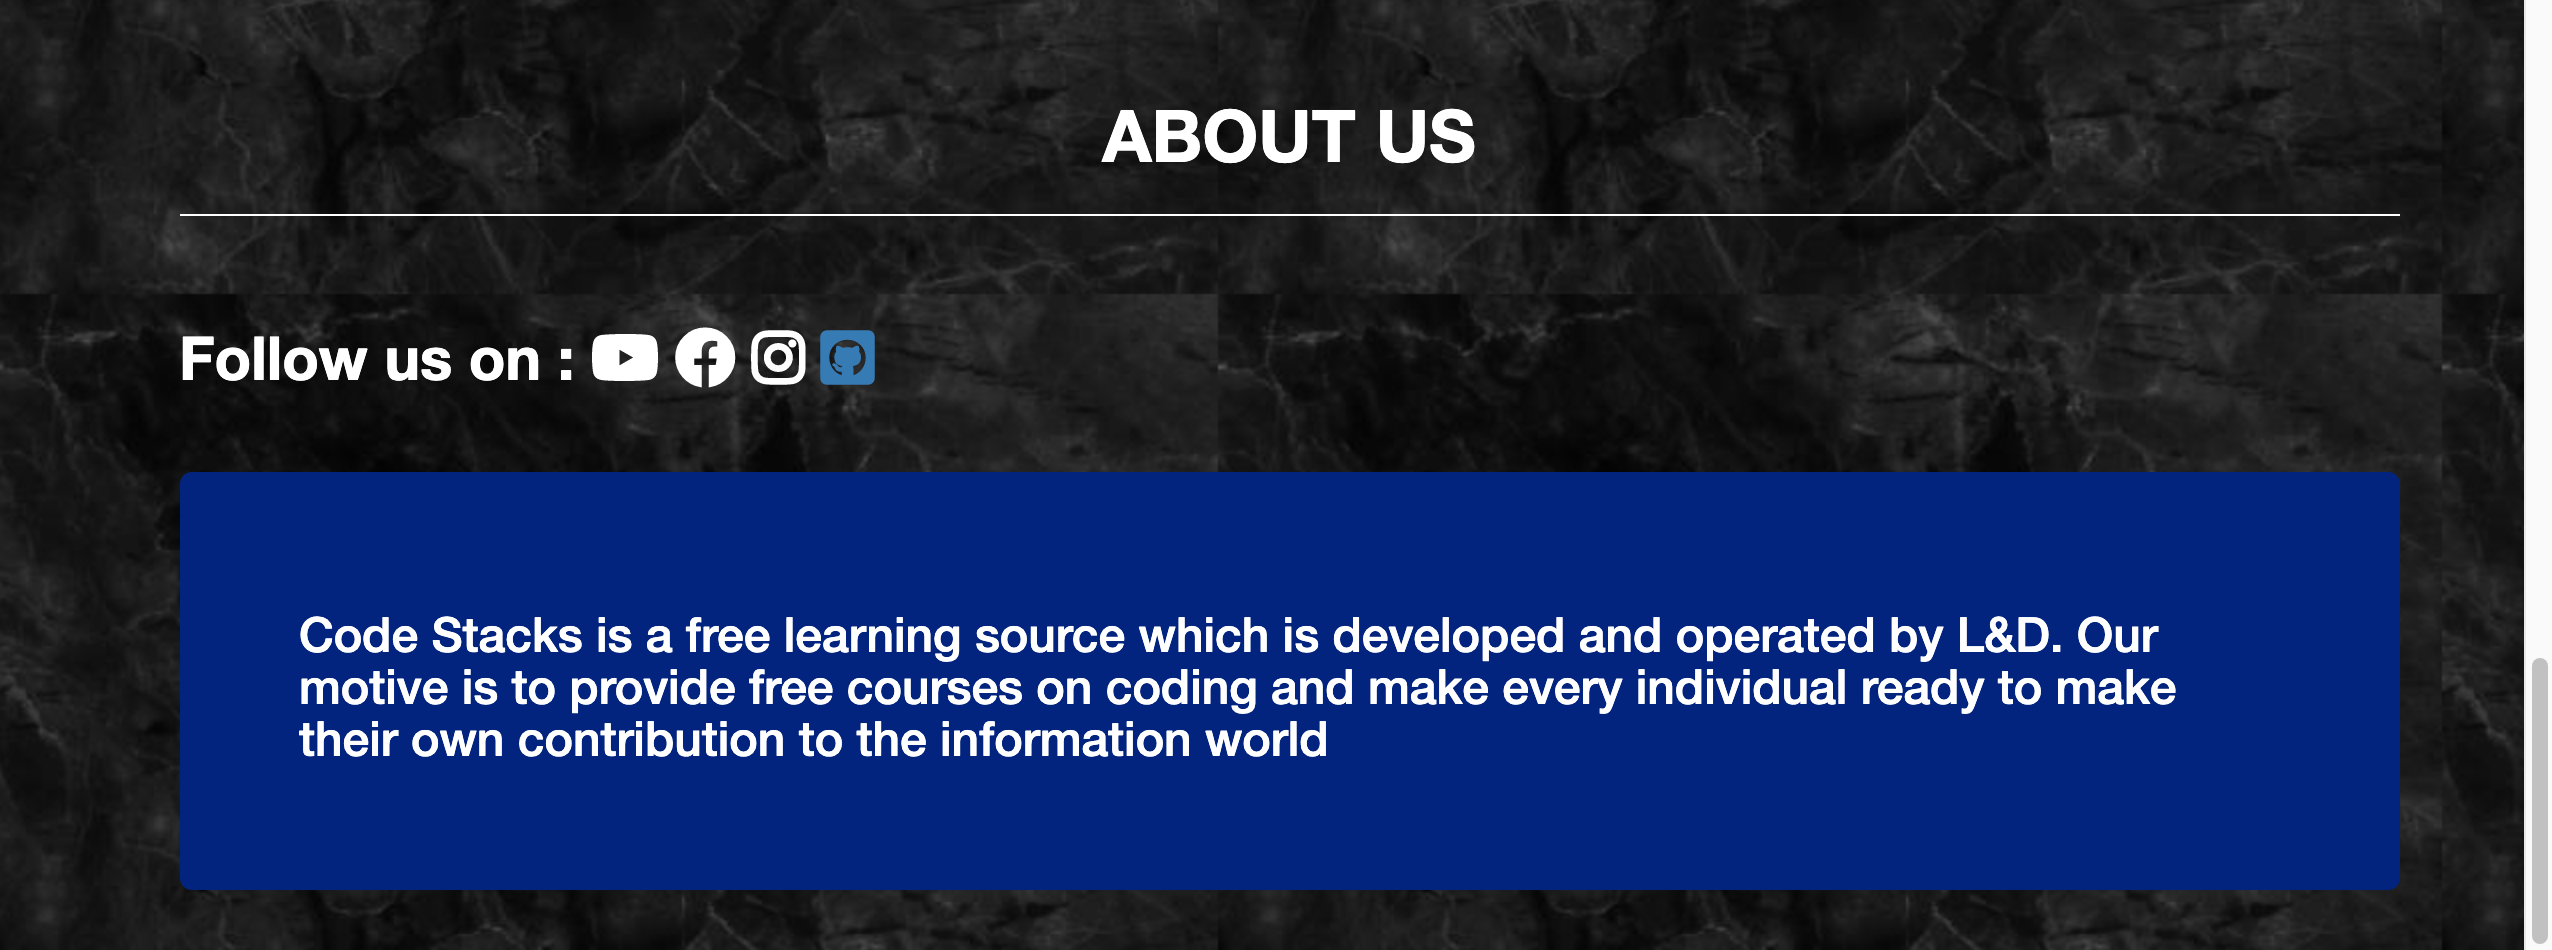 ABOUT US
Follow us on :
Code Stacks is a free learning source which is developed and operated by L&D. Our
motive is to provide free courses on coding and make every individual ready to make
their own contribution to the information world